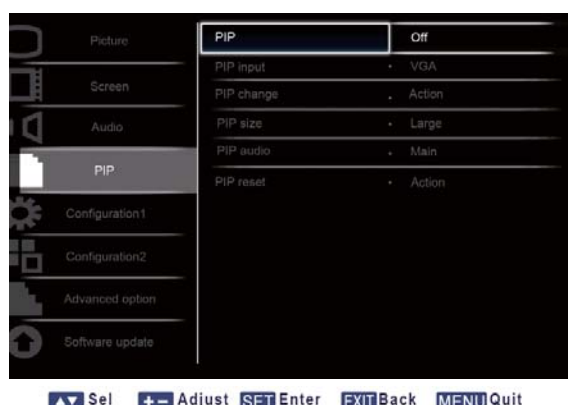 Picture
Screen
Audio
PIP
Configuration1
Configuration2
Advanced option
Software update
PIP Off
PIP input • VGA
PIP change • Action
PIP size • Large
PIP audio • Main
PIP reset • Action
Sel + - Adjust SET Enter EXIT Back MENU Quit